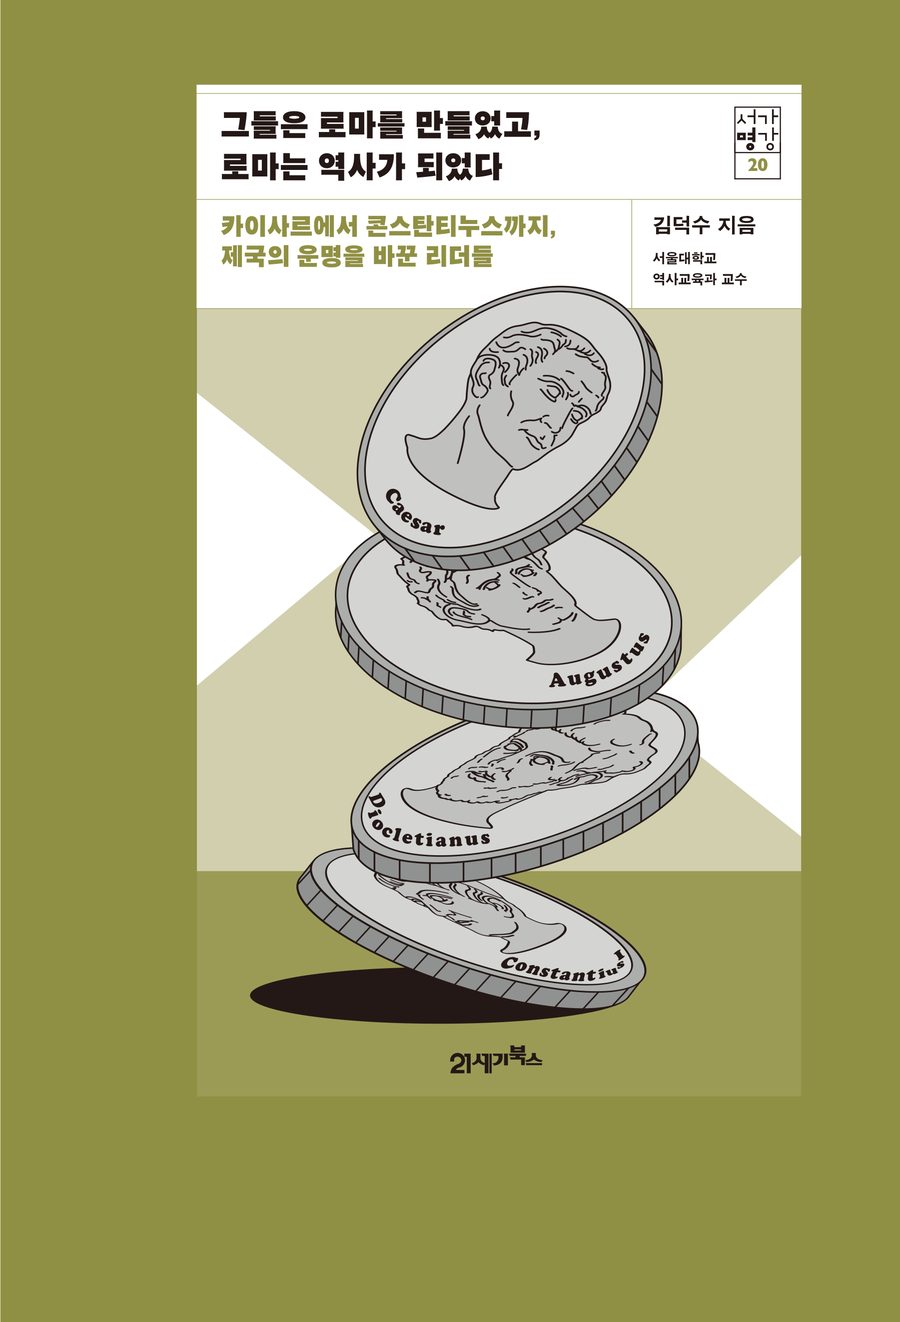 그들은 로마를 만들었고,
로마는 역사가 되었다
서가
명강
20
카이사르에서 콘스탄티누스까지,
제국의 운명을 바꾼 리더들
김덕수 지음
서울대학교
역사교육과 교수
Caesar
Augustus
Diocletianus
Constantius I
21세기북스